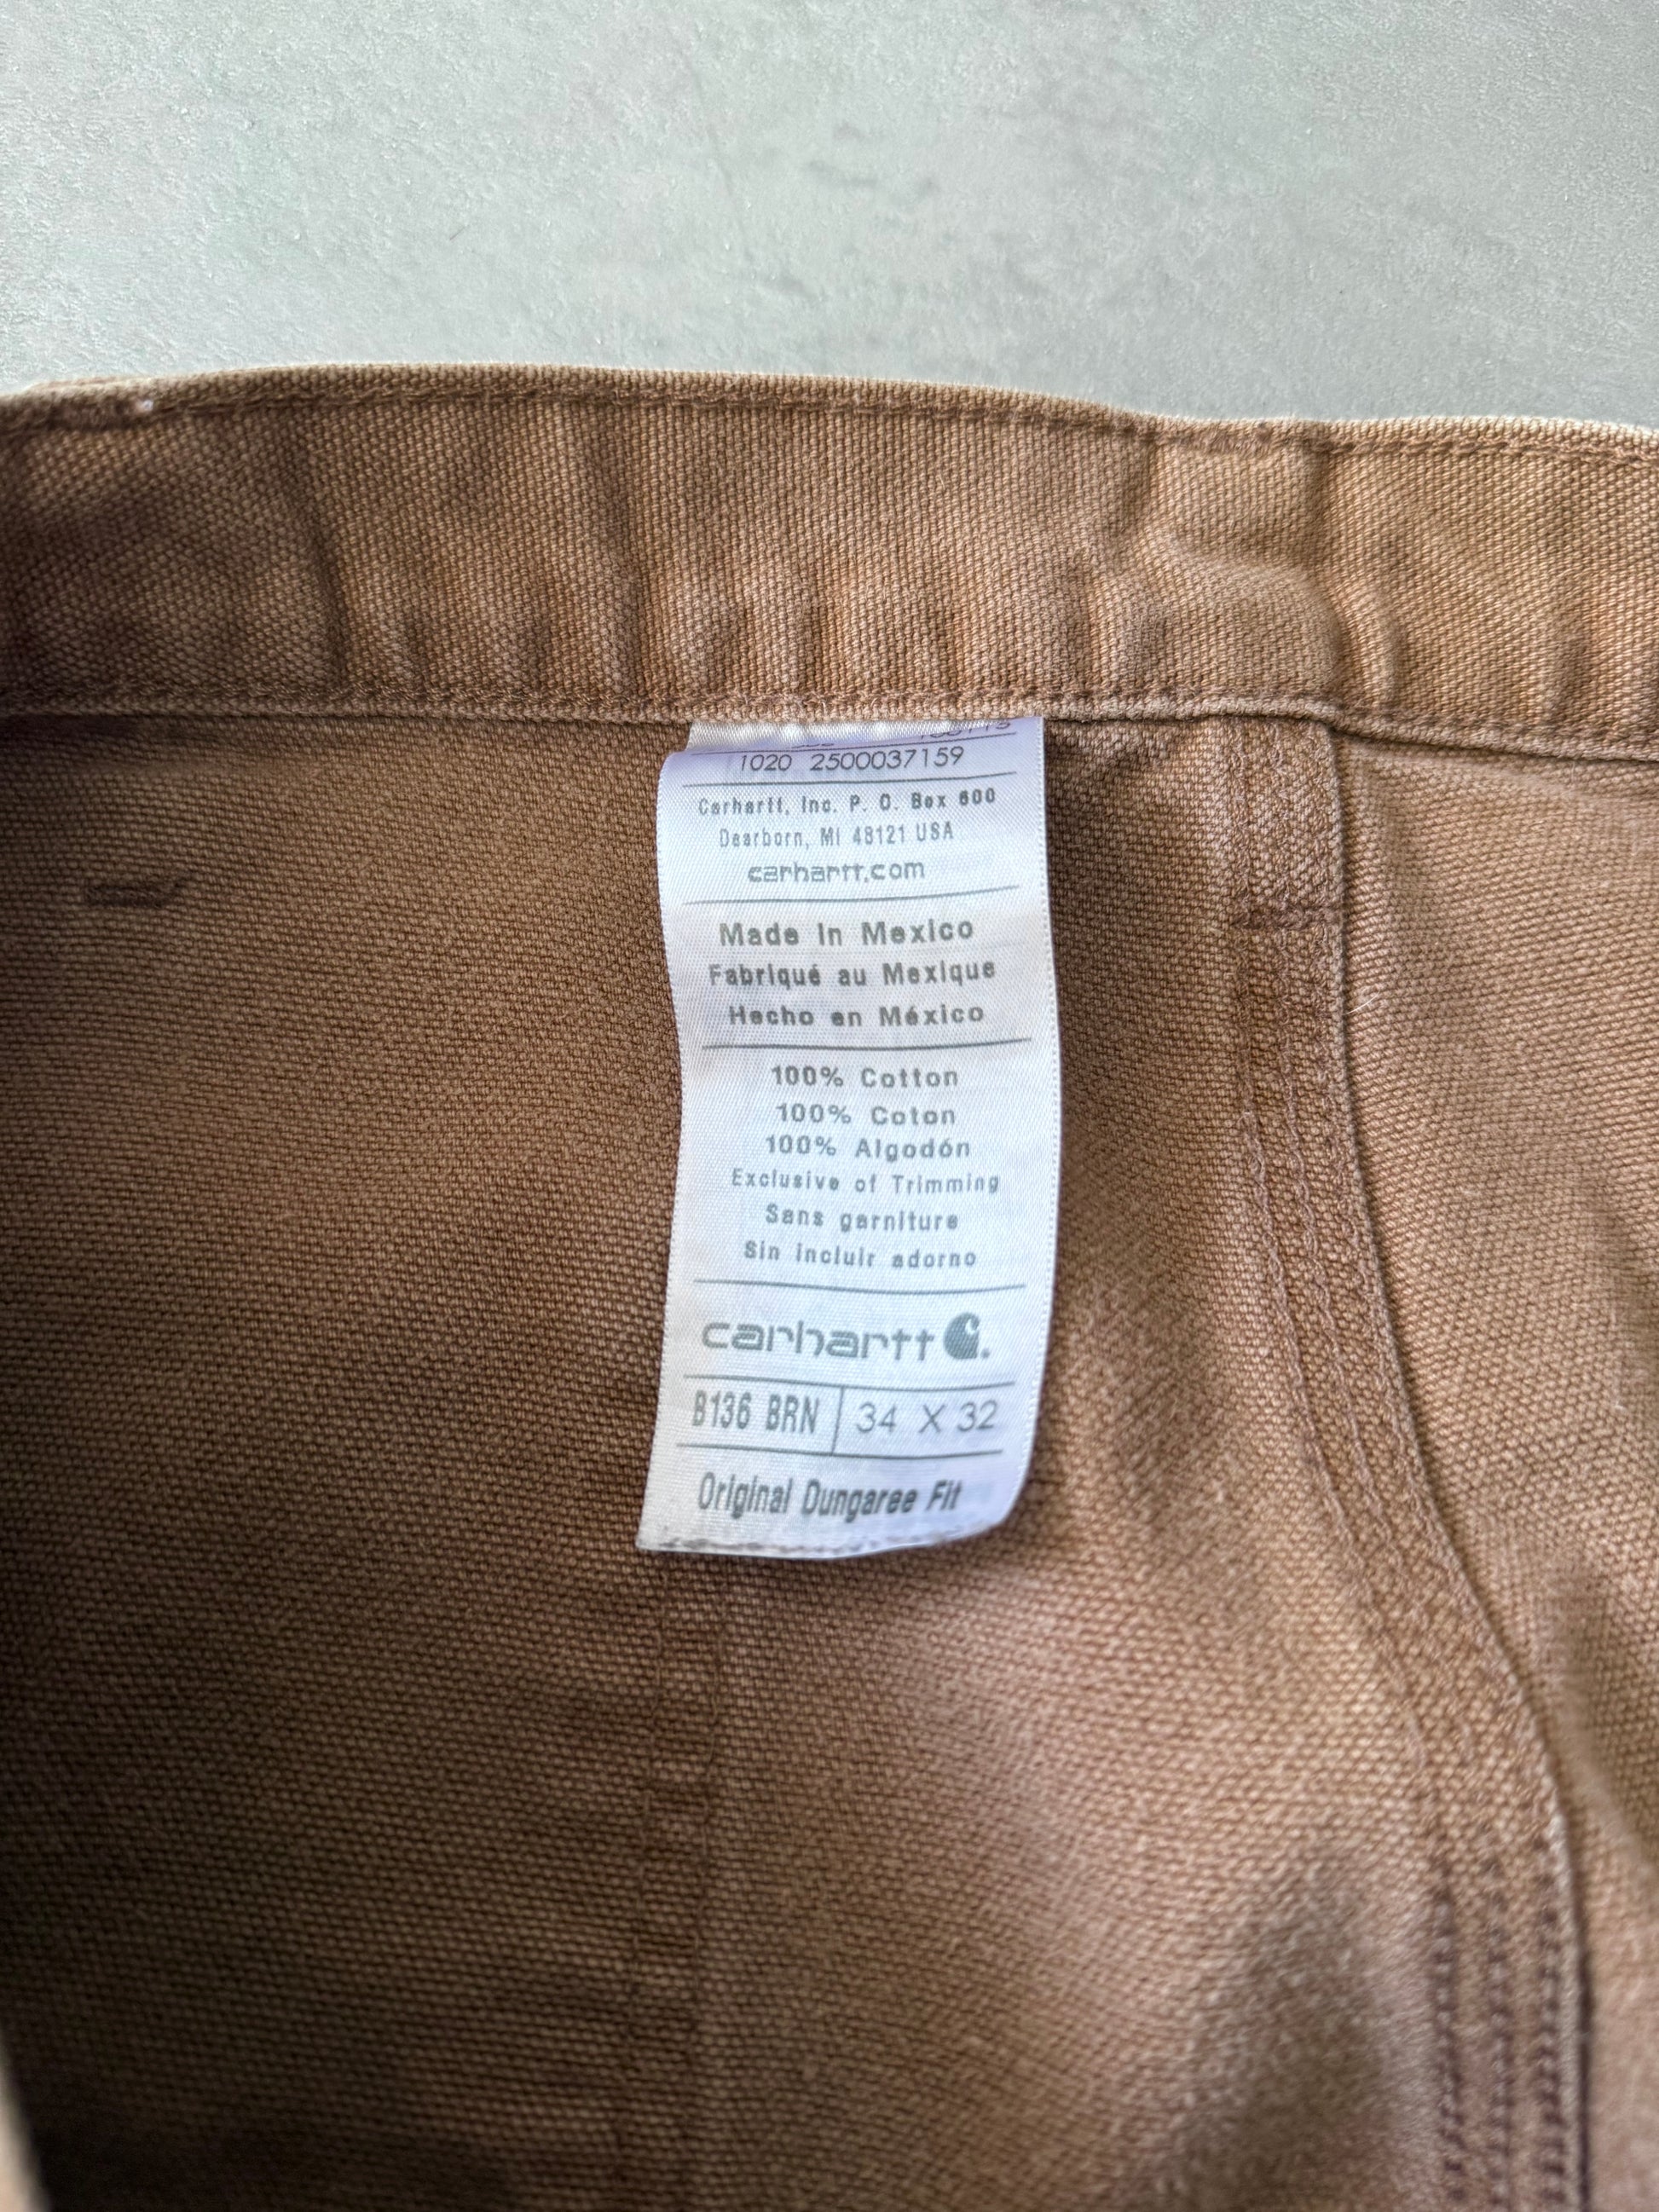 1020 2500037159
Carhartt, Inc. P. O. Box 600
Dearborn, MI 48121 USA
carhartt.com
Made in Mexico
Fabriqué au Mexique
Hecho en México
100% Cotton
100% Coton
100% Algodón
Exclusive of Trimming
Sans garniture
Sin incluir adorno
carhartt
B136 BRN 34 X 32
Original Dungaree Fit